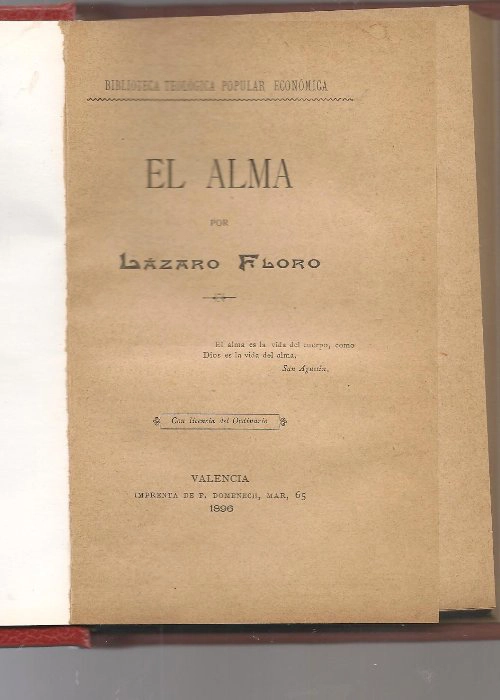 BIBLIOTECA TEOLÓGICA POPULAR ECONÓMICA
EL ALMA
POR
LÁZARO FLORO
El alma es la vida del cuerpo, como
Dios es la vida del alma.
San Agustín.
Con licencia del Ordinario
VALENCIA
IMPRENTA DE F. DOMENECH, MAR, 65
1896